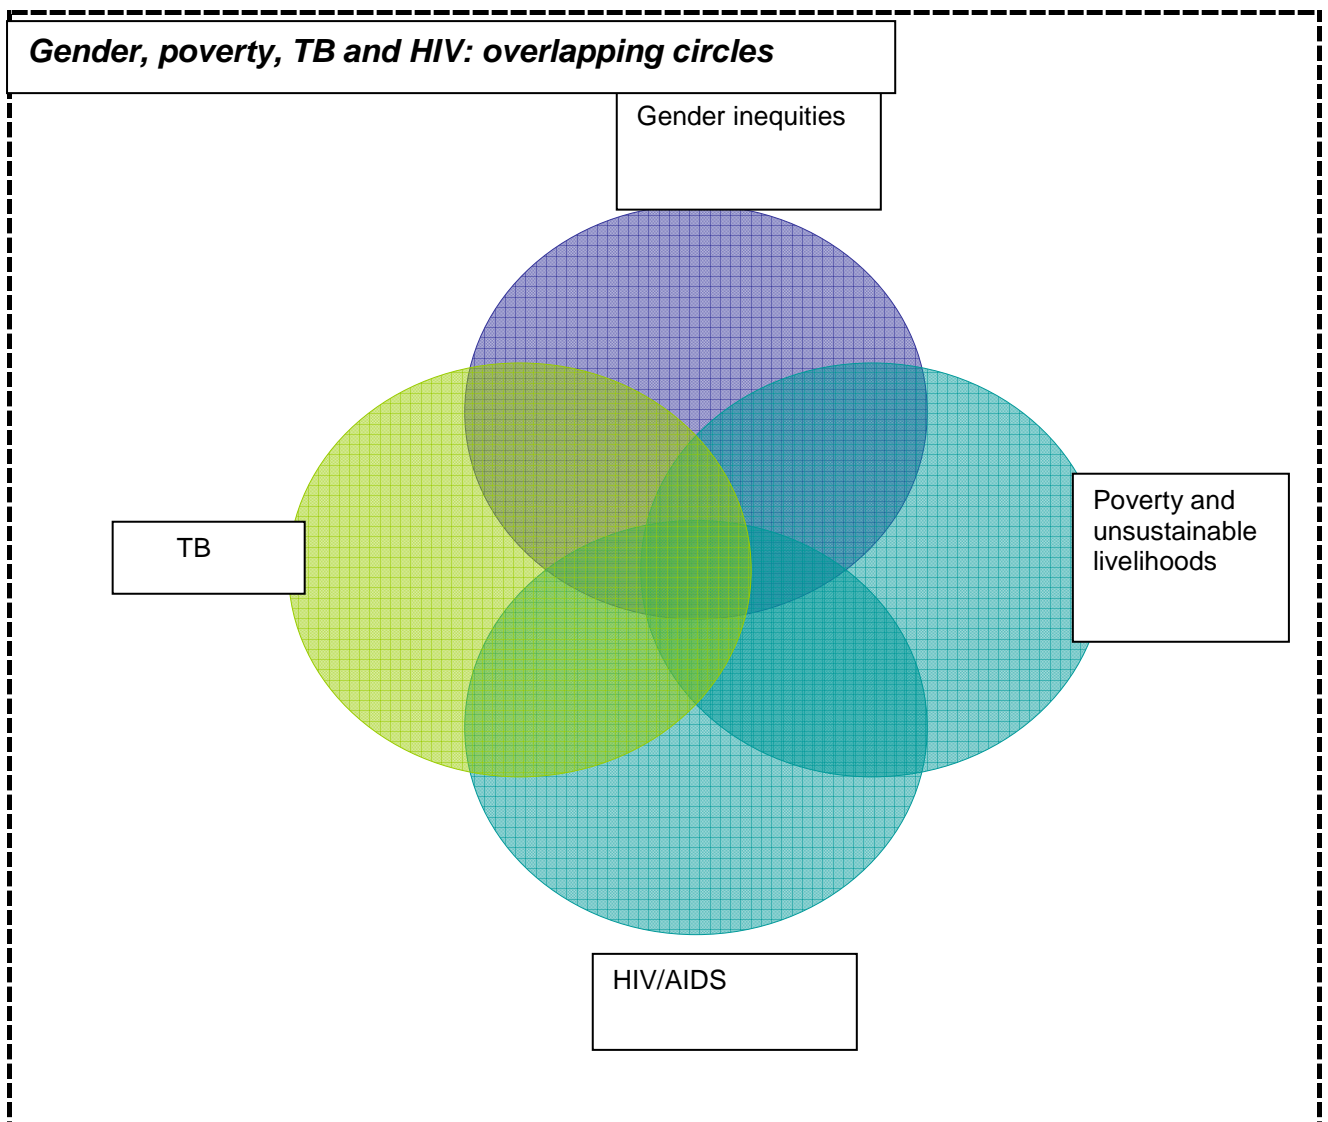 Gender, poverty, TB and HIV: overlapping circles
Gender inequities
Poverty and
unsustainable
livelihoods
TB
HIV/AIDS